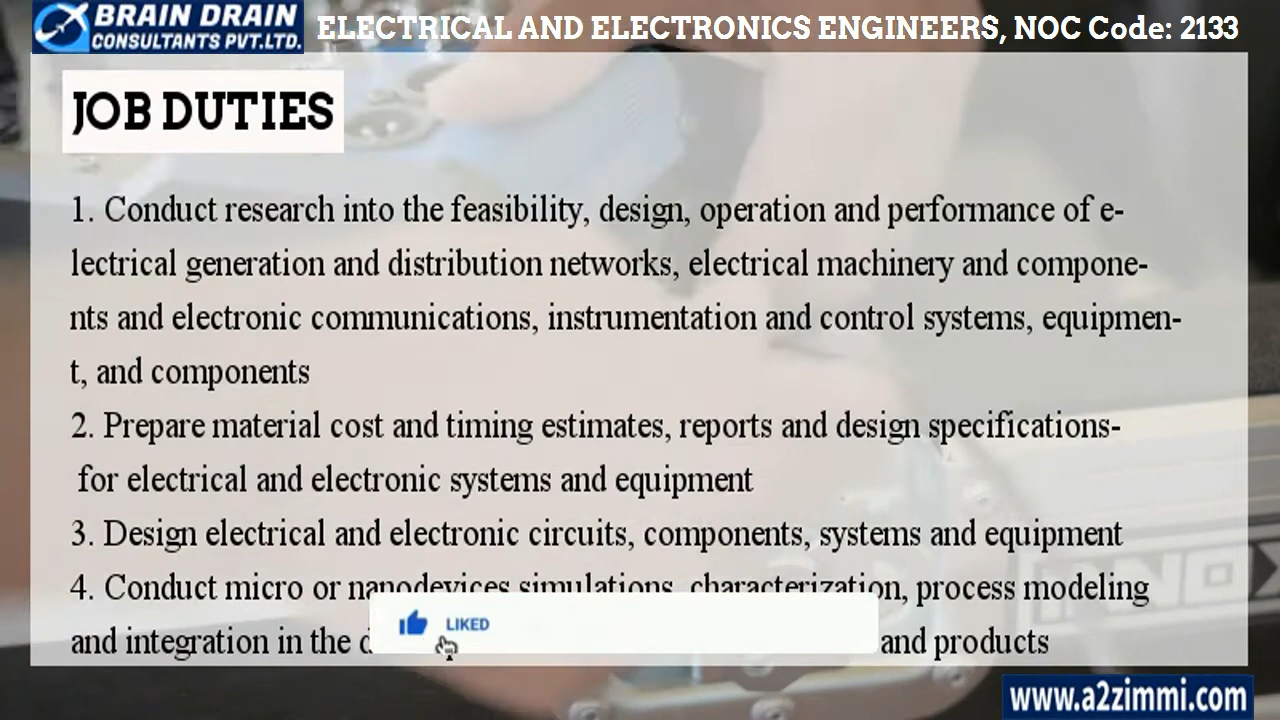 BRAIN DRAIN
CONSULTANTS PVT.LTD.
ELECTRICAL AND ELECTRONICS ENGINEERS, NOC Code: 2133
JOB DUTIES
1. Conduct research into the feasibility, design, operation and performance of e-
lectrical generation and distribution networks, electrical machinery and compone-
nts and electronic communications, instrumentation and control systems, equipmen-
t, and components
2. Prepare material cost and timing estimates, reports and design specifications-
for electrical and electronic systems and equipment
3. Design electrical and electronic circuits, components, systems and equipment
4. Conduct micro or nanodevices simulations, characterization, process modeling
and integration in the and products
LIKED
www.a2zimmi.com